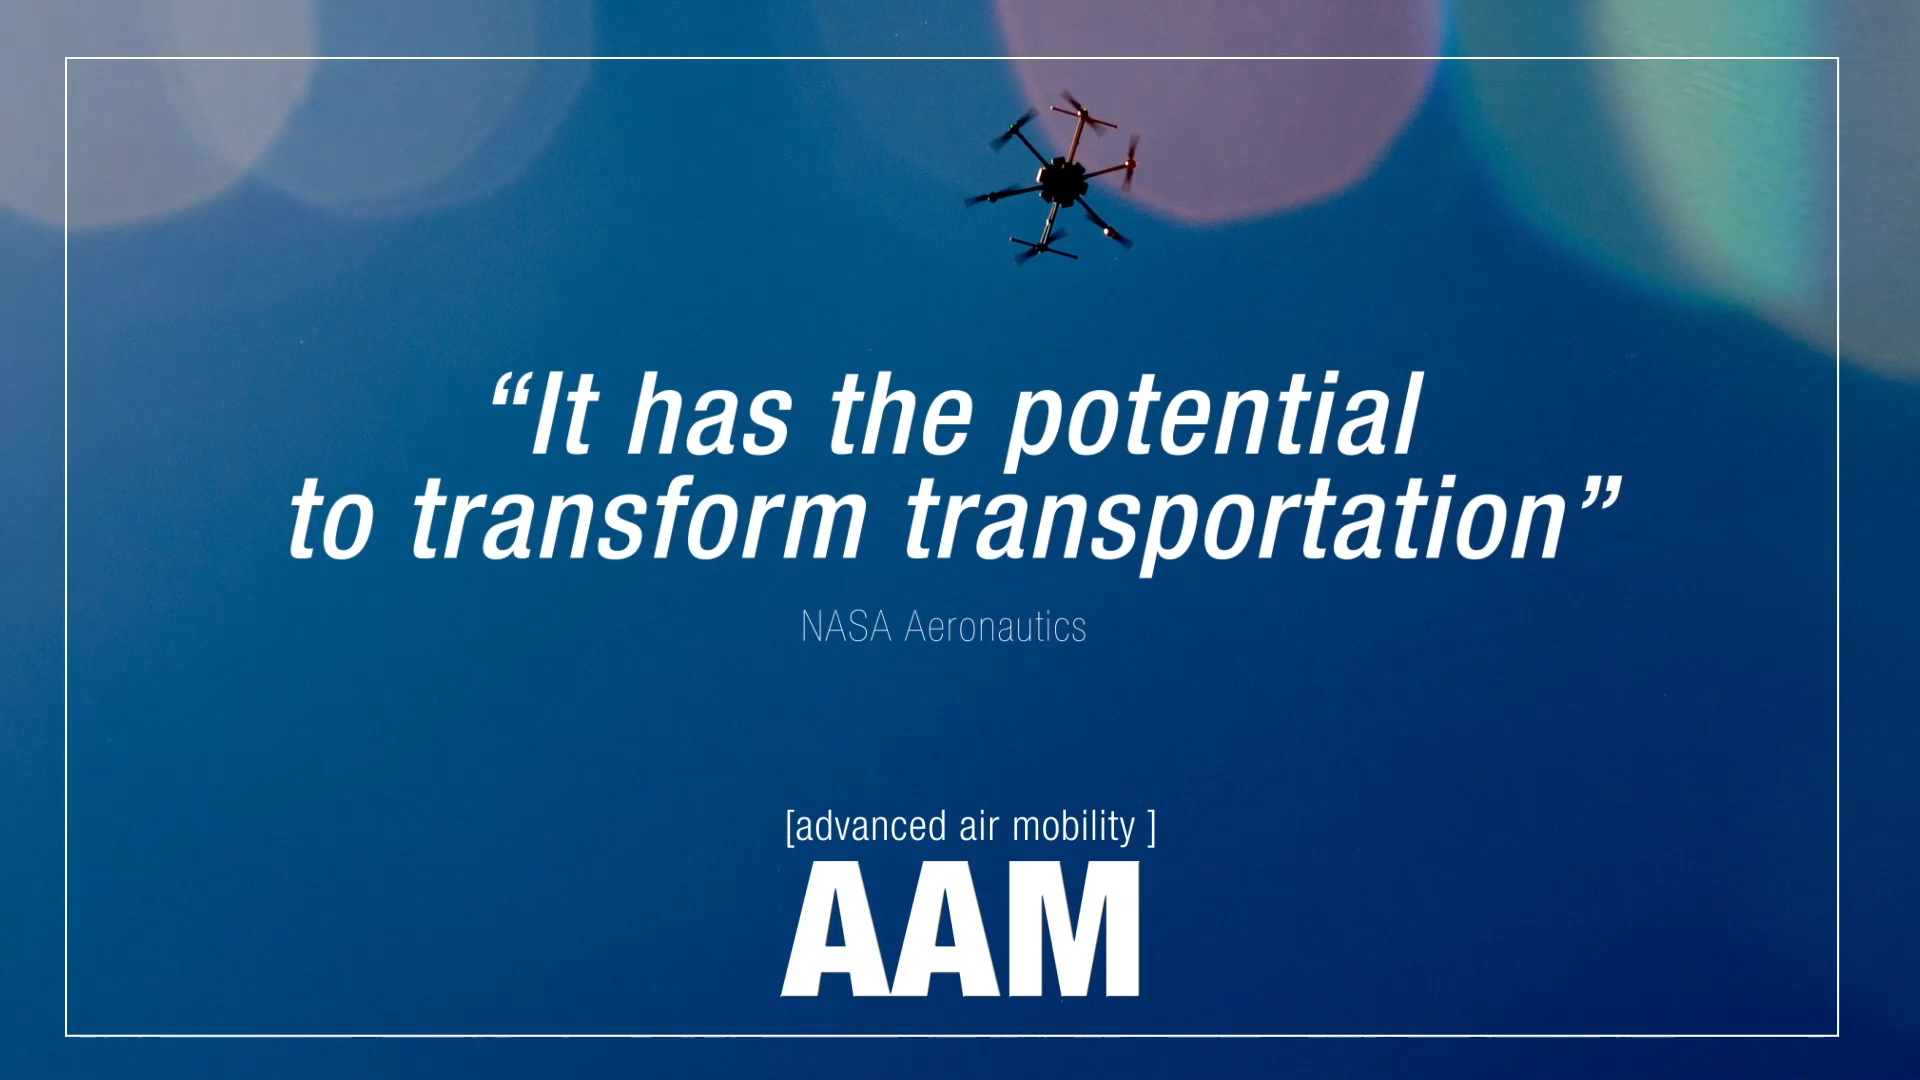 “It has the potential
to transform transportation”
NASA Aeronautics
[advanced air mobility ]
AAM